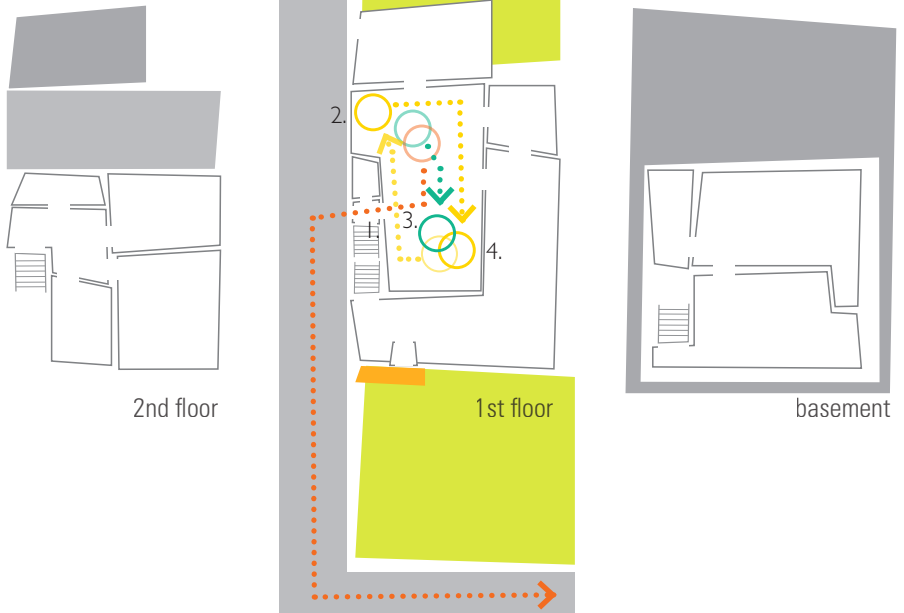 2.
3.
1.
4.
2nd floor
1st floor
basement